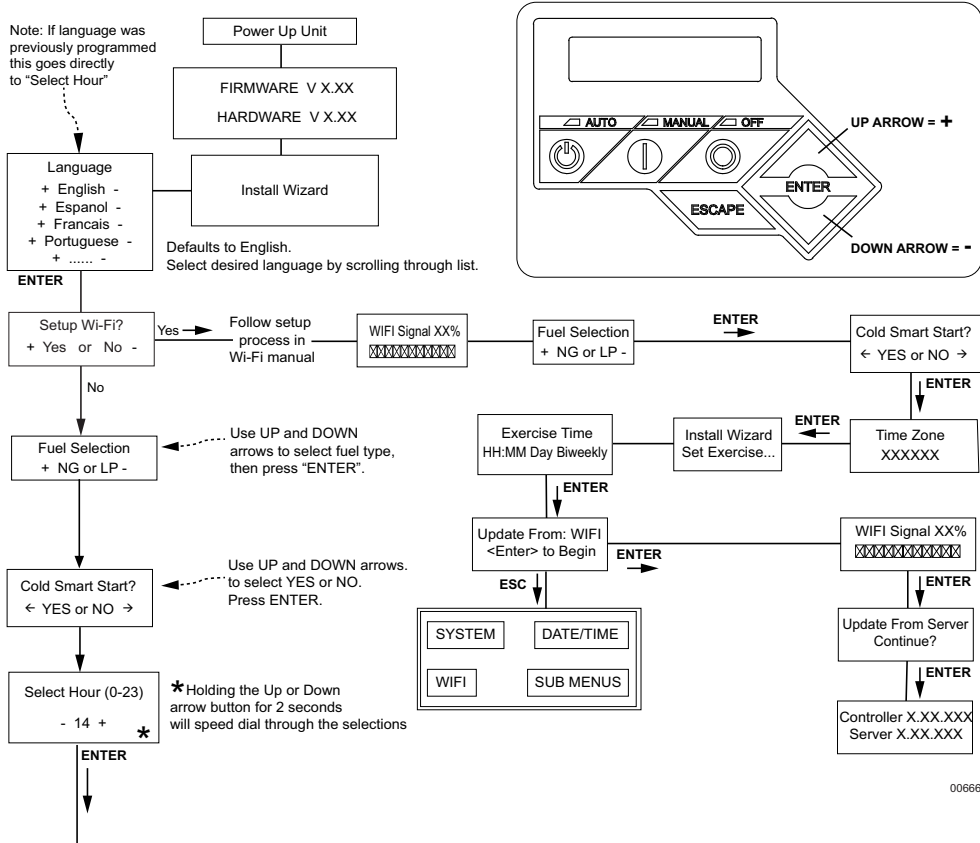 Note: If language was
previously programmed
this goes directly
to “Select Hour”
Power Up Unit
FIRMWARE V X.XX
HARDWARE V X.XX
Install Wizard
Language
+ English -
+ Espanol -
+ Francais -
+ Portuguese -
+ ...... -
ENTER
Defaults to English.
Select desired language by scrolling through list.
AUTO
MANUAL
OFF
ENTER
ESCAPE
UP ARROW = +
DOWN ARROW = -
Setup Wi-Fi?
+ Yes or No -
Yes
Follow setup
process in
Wi-Fi manual
WIFI Signal XX%
Fuel Selection
+ NG or LP -
ENTER
Cold Smart Start?
← YES or NO →
ENTER
No
Fuel Selection
+ NG or LP -
Use UP and DOWN
arrows to select fuel type,
then press “ENTER”.
Exercise Time
HH:MM Day Biweekly
Install Wizard
Set Exercise...
ENTER
Time Zone
XXXXXX
ENTER
Update From: WIFI
<Enter> to Begin
ENTER
WIFI Signal XX%
ESC
ENTER
Cold Smart Start?
← YES or NO →
Use UP and DOWN arrows.
to select YES or NO.
Press ENTER.
SYSTEM
DATE/TIME
WIFI
SUB MENUS
Update From Server
Continue?
ENTER
Controller X.XX.XXX
Server X.XX.XXX
Select Hour (0-23)
- 14 +
*
*Holding the Up or Down
arrow button for 2 seconds
will speed dial through the selections
ENTER
00666